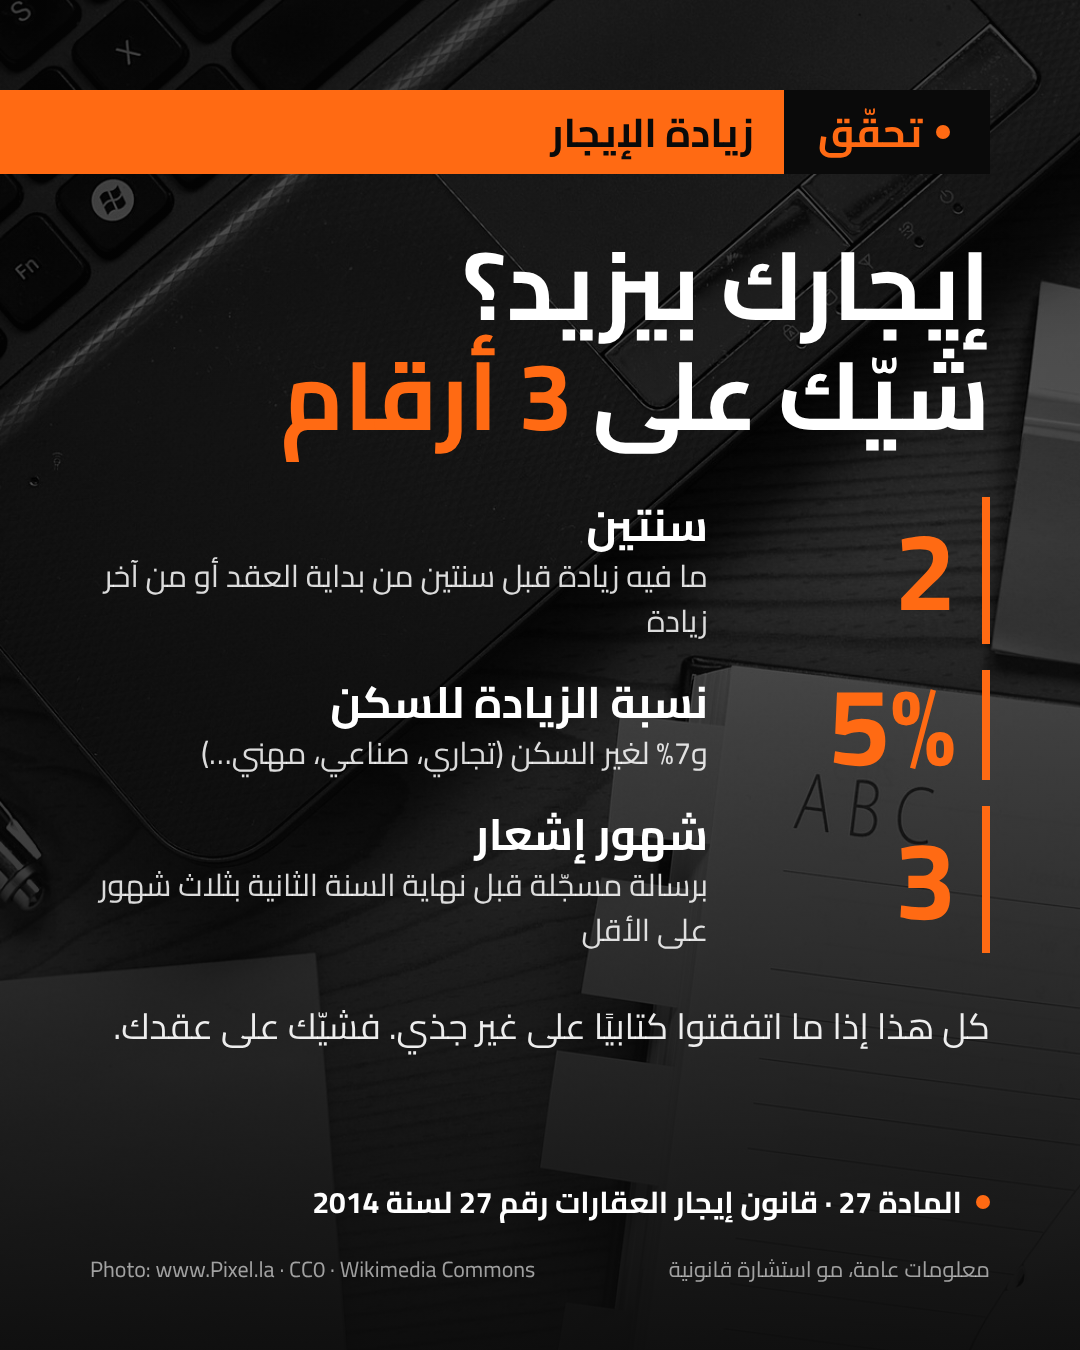 تحقّق
زيادة الإيجار
إيجارك بيزيد؟
شيّك على 3 أرقام
2
سنتين
ما فيه زيادة قبل سنتين من بداية العقد أو من آخر
زيادة
5%
نسبة الزيادة للسكن
و7% لغير السكن (تجاري، صناعي، مهني...)
3
شهور إشعار
برسالة مسجّلة قبل نهاية السنة الثانية بثلاث شهور
على الأقل
كل هذا إذا ما اتفقتوا كتابيًا على غير جذي. فشيّك على عقدك.
المادة 27 · قانون إيجار العقارات رقم 27 لسنة 2014
معلومات عامة، مو استشارة قانونية
Photo: www.Pixel.la · CC0 · Wikimedia Commons
S
X
Fn
A B C